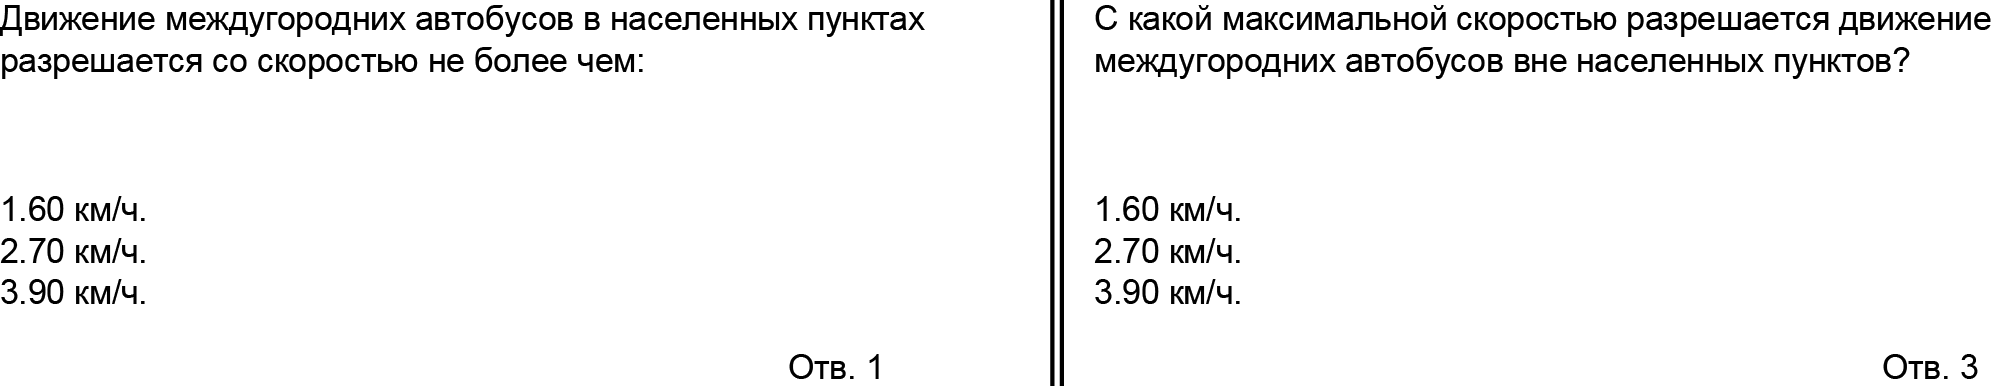 Движение междугородних автобусов в населенных пунктах
разрешается со скоростью не более чем:
1.60 км/ч.
2.70 км/ч.
3.90 км/ч.
Отв. 1
С какой максимальной скоростью разрешается движение
междугородних автобусов вне населенных пунктов?
1.60 км/ч.
2.70 км/ч.
3.90 км/ч.
Отв. 3